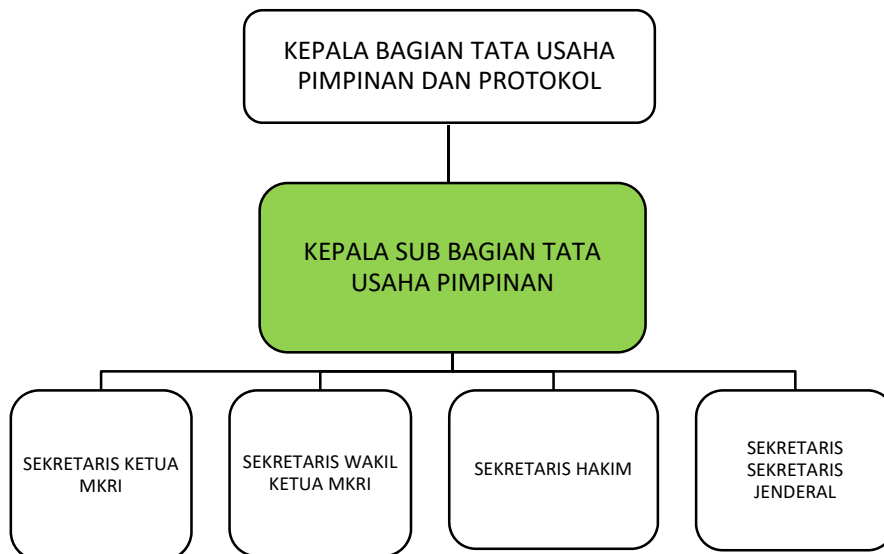 KEPALA BAGIAN TATA USAHA
PIMPINAN DAN PROTOKOL
KEPALA SUB BAGIAN TATA
USAHA PIMPINAN
SEKRETARIS KETUA
MKRI
SEKRETARIS WAKIL
KETUA MKRI
SEKRETARIS HAKIM
SEKRETARIS
SEKRETARIS
JENDERAL